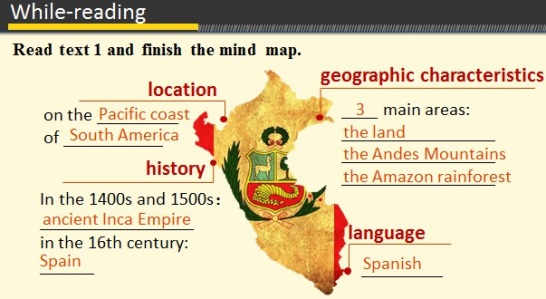 While-reading
Read text 1 and finish the mind map.
location
on the Pacific coast
of South America
history
In the 1400s and 1500s:
ancient Inca Empire
in the 16th century:
Spain
geographic characteristics
3 main areas:
the land
the Andes Mountains
the Amazon rainforest
language
Spanish